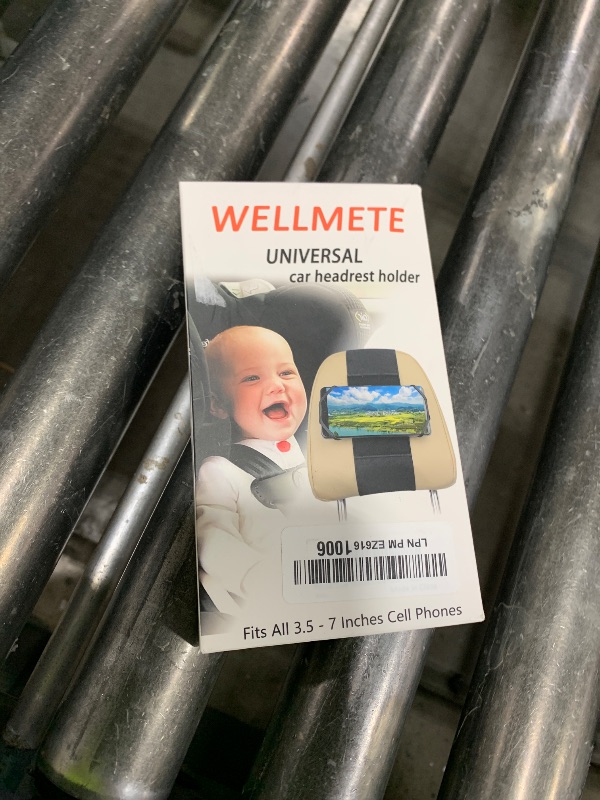 WELLMETE
UNIVERSAL
car headrest holder
LPN PM EZ616 1006
Fits All 3.5 - 7 Inches Cell Phones